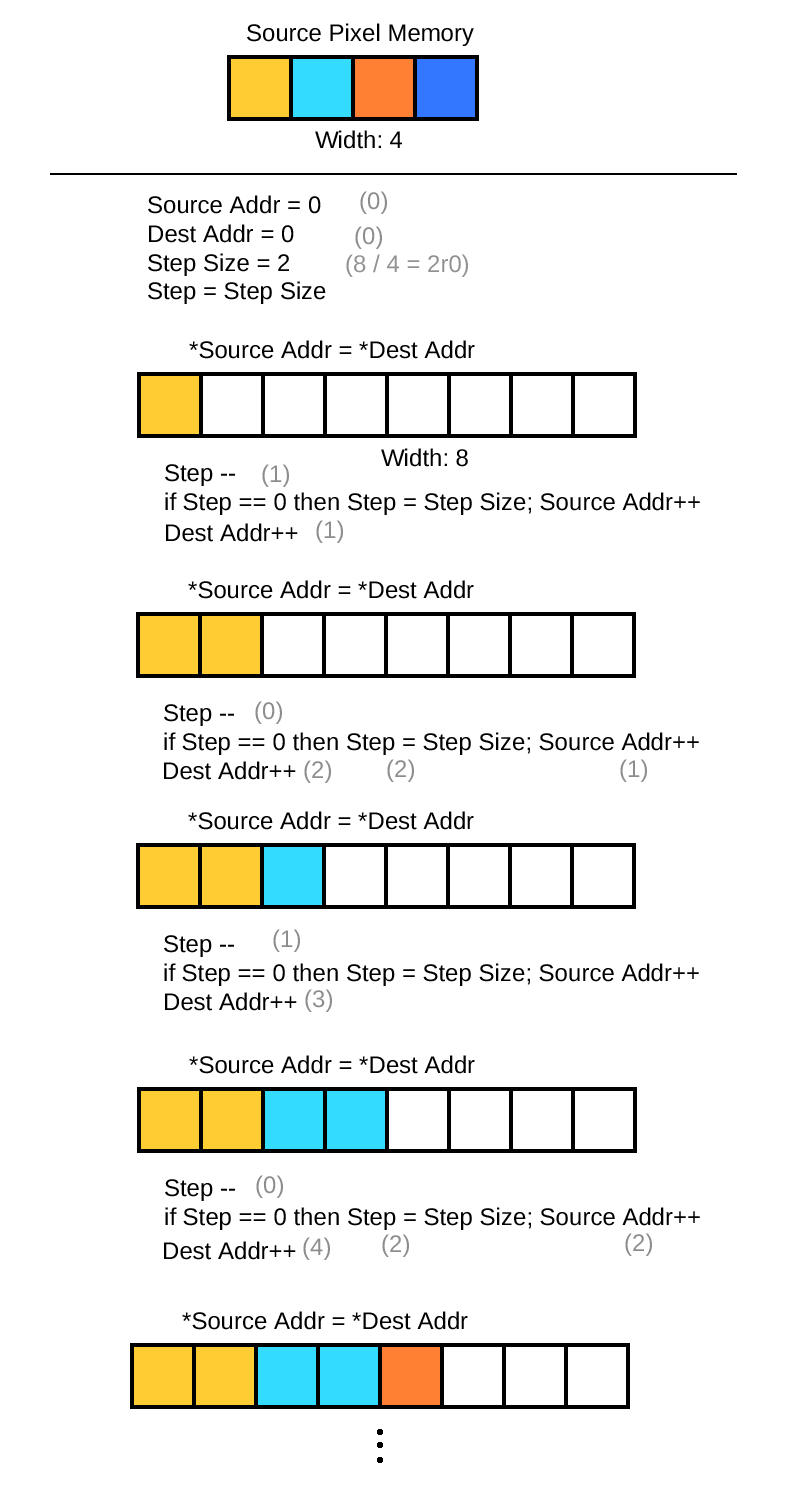 Source Pixel Memory
Width: 4
Source Addr = 0 (0)
Dest Addr = 0 (0)
Step Size = 2 (8 / 4 = 2r0)
Step = Step Size
*Source Addr = *Dest Addr
Width: 8
Step -- (1)
if Step == 0 then Step = Step Size; Source Addr++
Dest Addr++ (1)
*Source Addr = *Dest Addr
Step -- (0)
if Step == 0 then Step = Step Size; Source Addr++
Dest Addr++ (2) (2) (1)
*Source Addr = *Dest Addr
Step -- (1)
if Step == 0 then Step = Step Size; Source Addr++
Dest Addr++ (3)
*Source Addr = *Dest Addr
Step -- (0)
if Step == 0 then Step = Step Size; Source Addr++
Dest Addr++ (4) (2) (2)
*Source Addr = *Dest Addr